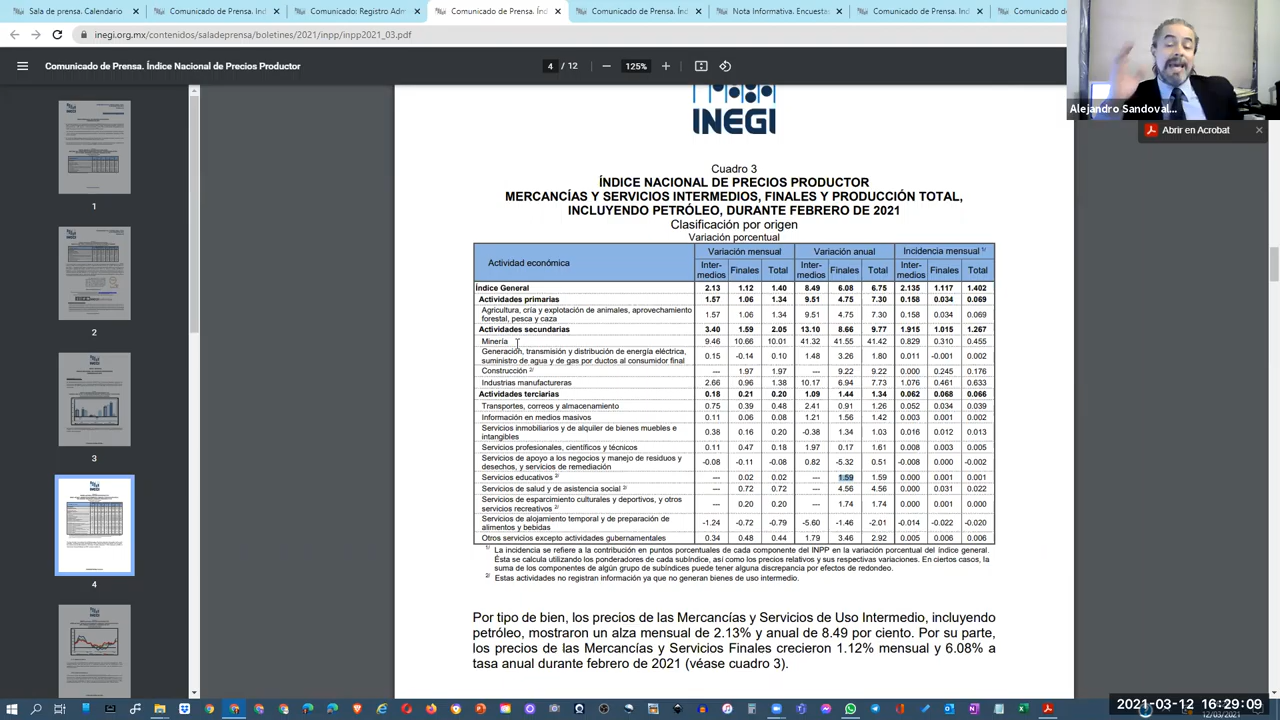 Calendario
Comunicado de
Comunicado de Inc
Comunicado: Registro Adm
Comunicado de P. Índ
Comunicado de P. Índ
Nota Informativa. Encuest
Comunicado de P. Índ
Comunicado de
inegi.org.mx/contenidos/saladeprensa/boletines/2021/inpp/inpp2021_03.pdf
Comunicado de Prensa. Índice Nacional de Precios Productor
4 / 12
125%
Alejandro Sandoval...
Abrir en Acrobat
1
2
3
4
INEGI
Cuadro 3
ÍNDICE NACIONAL DE PRECIOS PRODUCTOR
MERCANCÍAS Y SERVICIOS INTERMEDIOS, FINALES Y PRODUCCIÓN TOTAL,
INCLUYENDO PETRÓLEO, DURANTE FEBRERO DE 2021
Clasificación por origen
Variación porcentual
Actividad económica Variación mensual Variación anual Incidencia mensual 1/
Inter-medios Finales Total Inter-medios Finales Total Inter-medios Finales Total
Índice General 2.13 1.12 1.40 8.49 6.08 6.75 2.135 1.117 1.402
Actividades primarias 1.57 1.06 1.34 9.51 4.75 7.30 0.158 0.034 0.069
Agricultura, cría y explotación de animales, aprovechamiento
forestal, pesca y caza 1.57 1.06 1.34 9.51 4.75 7.30 0.158 0.034 0.069
Actividades secundarias 3.40 1.59 2.05 13.10 8.66 9.77 1.915 1.015 1.267
Minería 9.46 10.66 10.01 41.32 41.55 41.42 0.829 0.310 0.455
Generación, transmisión y distribución de energía eléctrica,
suministro de agua y de gas por ductos al consumidor final 0.15 -0.14 0.10 1.48 3.26 1.80 0.011 -0.001 0.002
Construcción 2/ --- 1.97 1.97 --- 9.22 9.22 0.000 0.245 0.176
Industrias manufactureras 2.66 0.96 1.38 10.17 6.94 7.73 1.076 0.461 0.633
Actividades terciarias 0.18 0.21 0.20 1.09 1.44 1.34 0.062 0.068 0.066
Transportes, correos y almacenamiento 0.75 0.39 0.48 2.41 0.91 1.26 0.052 0.034 0.039
Información en medios masivos 0.11 0.06 0.08 1.21 1.56 1.42 0.003 0.001 0.002
Servicios inmobiliarios y de alquiler de bienes muebles e
intangibles 0.38 0.16 0.20 -0.38 1.34 1.03 0.016 0.012 0.013
Servicios profesionales, científicos y técnicos 0.11 0.47 0.18 1.97 0.17 1.61 0.008 0.003 0.005
Servicios de apoyo a los negocios y manejo de residuos y
desechos, y servicios de remediación -0.08 -0.11 -0.08 0.82 -5.32 0.51 -0.008 0.000 -0.002
Servicios educativos 2/ --- 0.02 0.02 --- 1.59 1.59 0.000 0.001 0.001
Servicios de salud y de asistencia social 2/ --- 0.72 0.72 --- 4.56 4.56 0.000 0.031 0.022
Servicios de esparcimiento culturales y deportivos, y otros
servicios recreativos 2/ --- 0.20 0.20 --- 1.74 1.74 0.000 0.001 0.000
Servicios de alojamiento temporal y de preparación de
alimentos y bebidas -1.24 -0.72 -0.79 -5.60 -1.46 -2.01 -0.014 -0.022 -0.020
Otros servicios excepto actividades gubernamentales 0.34 0.48 0.44 1.79 3.46 2.92 0.005 0.006 0.006
1/ La incidencia se refiere a la contribución en puntos porcentuales de cada componente del INPP en la variación porcentual del índice general.
Ésta se calcula utilizando los ponderadores de cada subíndice, así como los precios relativos y sus respectivas variaciones. En ciertos casos, la
suma de los componentes de algún grupo de subíndices puede tener alguna discrepancia por efectos de redondeo.
2/ Estas actividades no registran información ya que no generan bienes de uso intermedio.
Por tipo de bien, los precios de las Mercancías y Servicios de Uso Intermedio, incluyendo
petróleo, mostraron un alza mensual de 2.13% y anual de 8.49 por ciento. Por su parte,
los precios de las Mercancías y Servicios Finales crecieron 1.12% mensual y 6.08% a
tasa anual durante febrero de 2021 (véase cuadro 3).
2021-03-12 16:29:09
12/03/2021